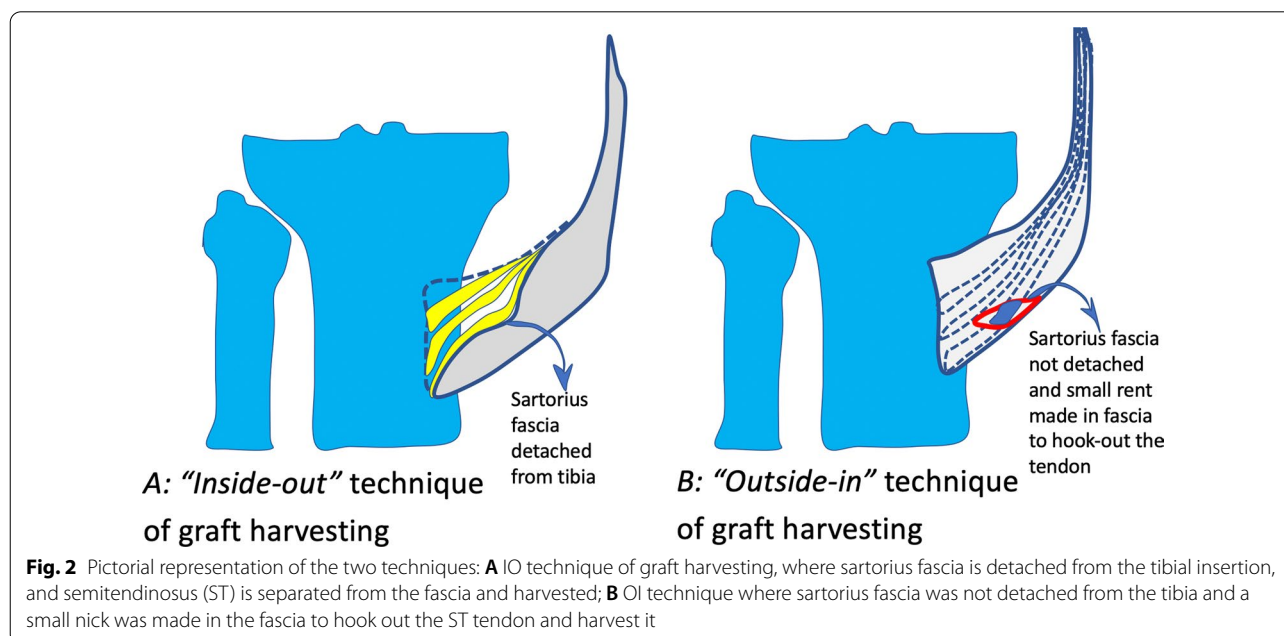 Sartorius
fascia
detached
from tibia
A: “Inside-out” technique
of graft harvesting
Sartorius fascia
not detached
and small rent
made in fascia
to hook-out the
tendon
B: “Outside-in” technique
of graft harvesting
Fig. 2 Pictorial representation of the two techniques: A IO technique of graft harvesting, where sartorius fascia is detached from the tibial insertion,
and semitendinosus (ST) is separated from the fascia and harvested; B OI technique where sartorius fascia was not detached from the tibia and a
small nick was made in the fascia to hook out the ST tendon and harvest it